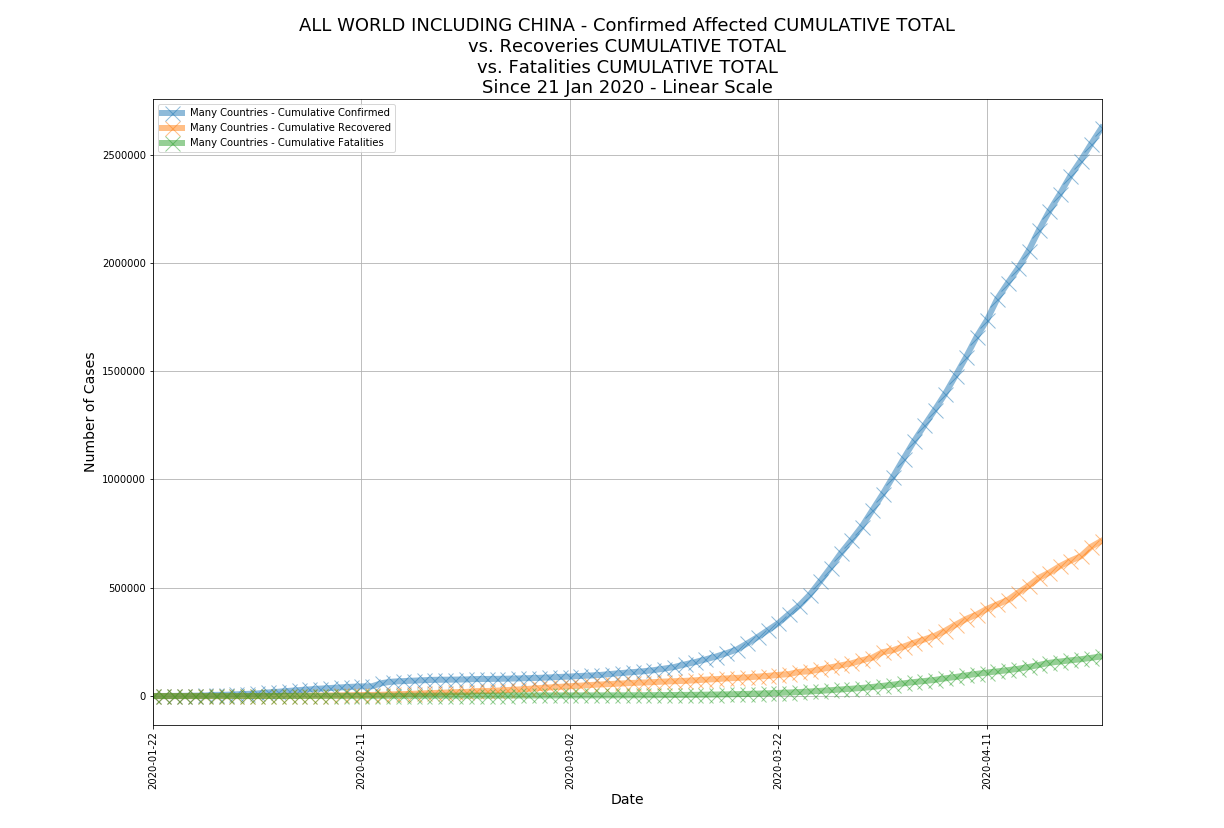 ALL WORLD INCLUDING CHINA - Confirmed Affected CUMULATIVE TOTAL
vs. Recoveries CUMULATIVE TOTAL
vs. Fatalities CUMULATIVE TOTAL
Since 21 Jan 2020 - Linear Scale
Many Countries - Cumulative Confirmed
Many Countries - Cumulative Recovered
Many Countries - Cumulative Fatalities
Number of Cases
2500000
2000000
1500000
1000000
500000
0
2020-01-22
2020-02-11
2020-03-02
2020-03-22
2020-04-11
Date